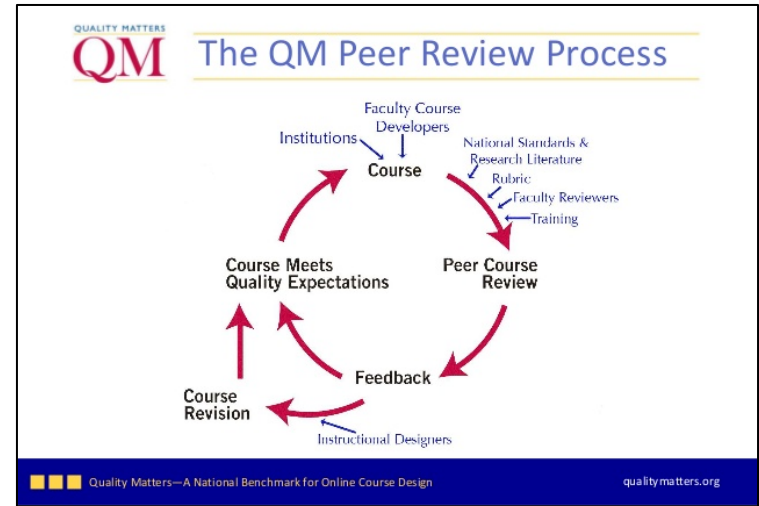 QUALITY MATTERS
QM
The QM Peer Review Process
Faculty Course
Developers
Institutions
Course
National Standards &
Research Literature
Rubric
Faculty Reviewers
Training
Course Meets
Quality Expectations
Peer Course
Review
Feedback
Course
Revision
Instructional Designers
Quality Matters—A National Benchmark for Online Course Design
qualitymatters.org